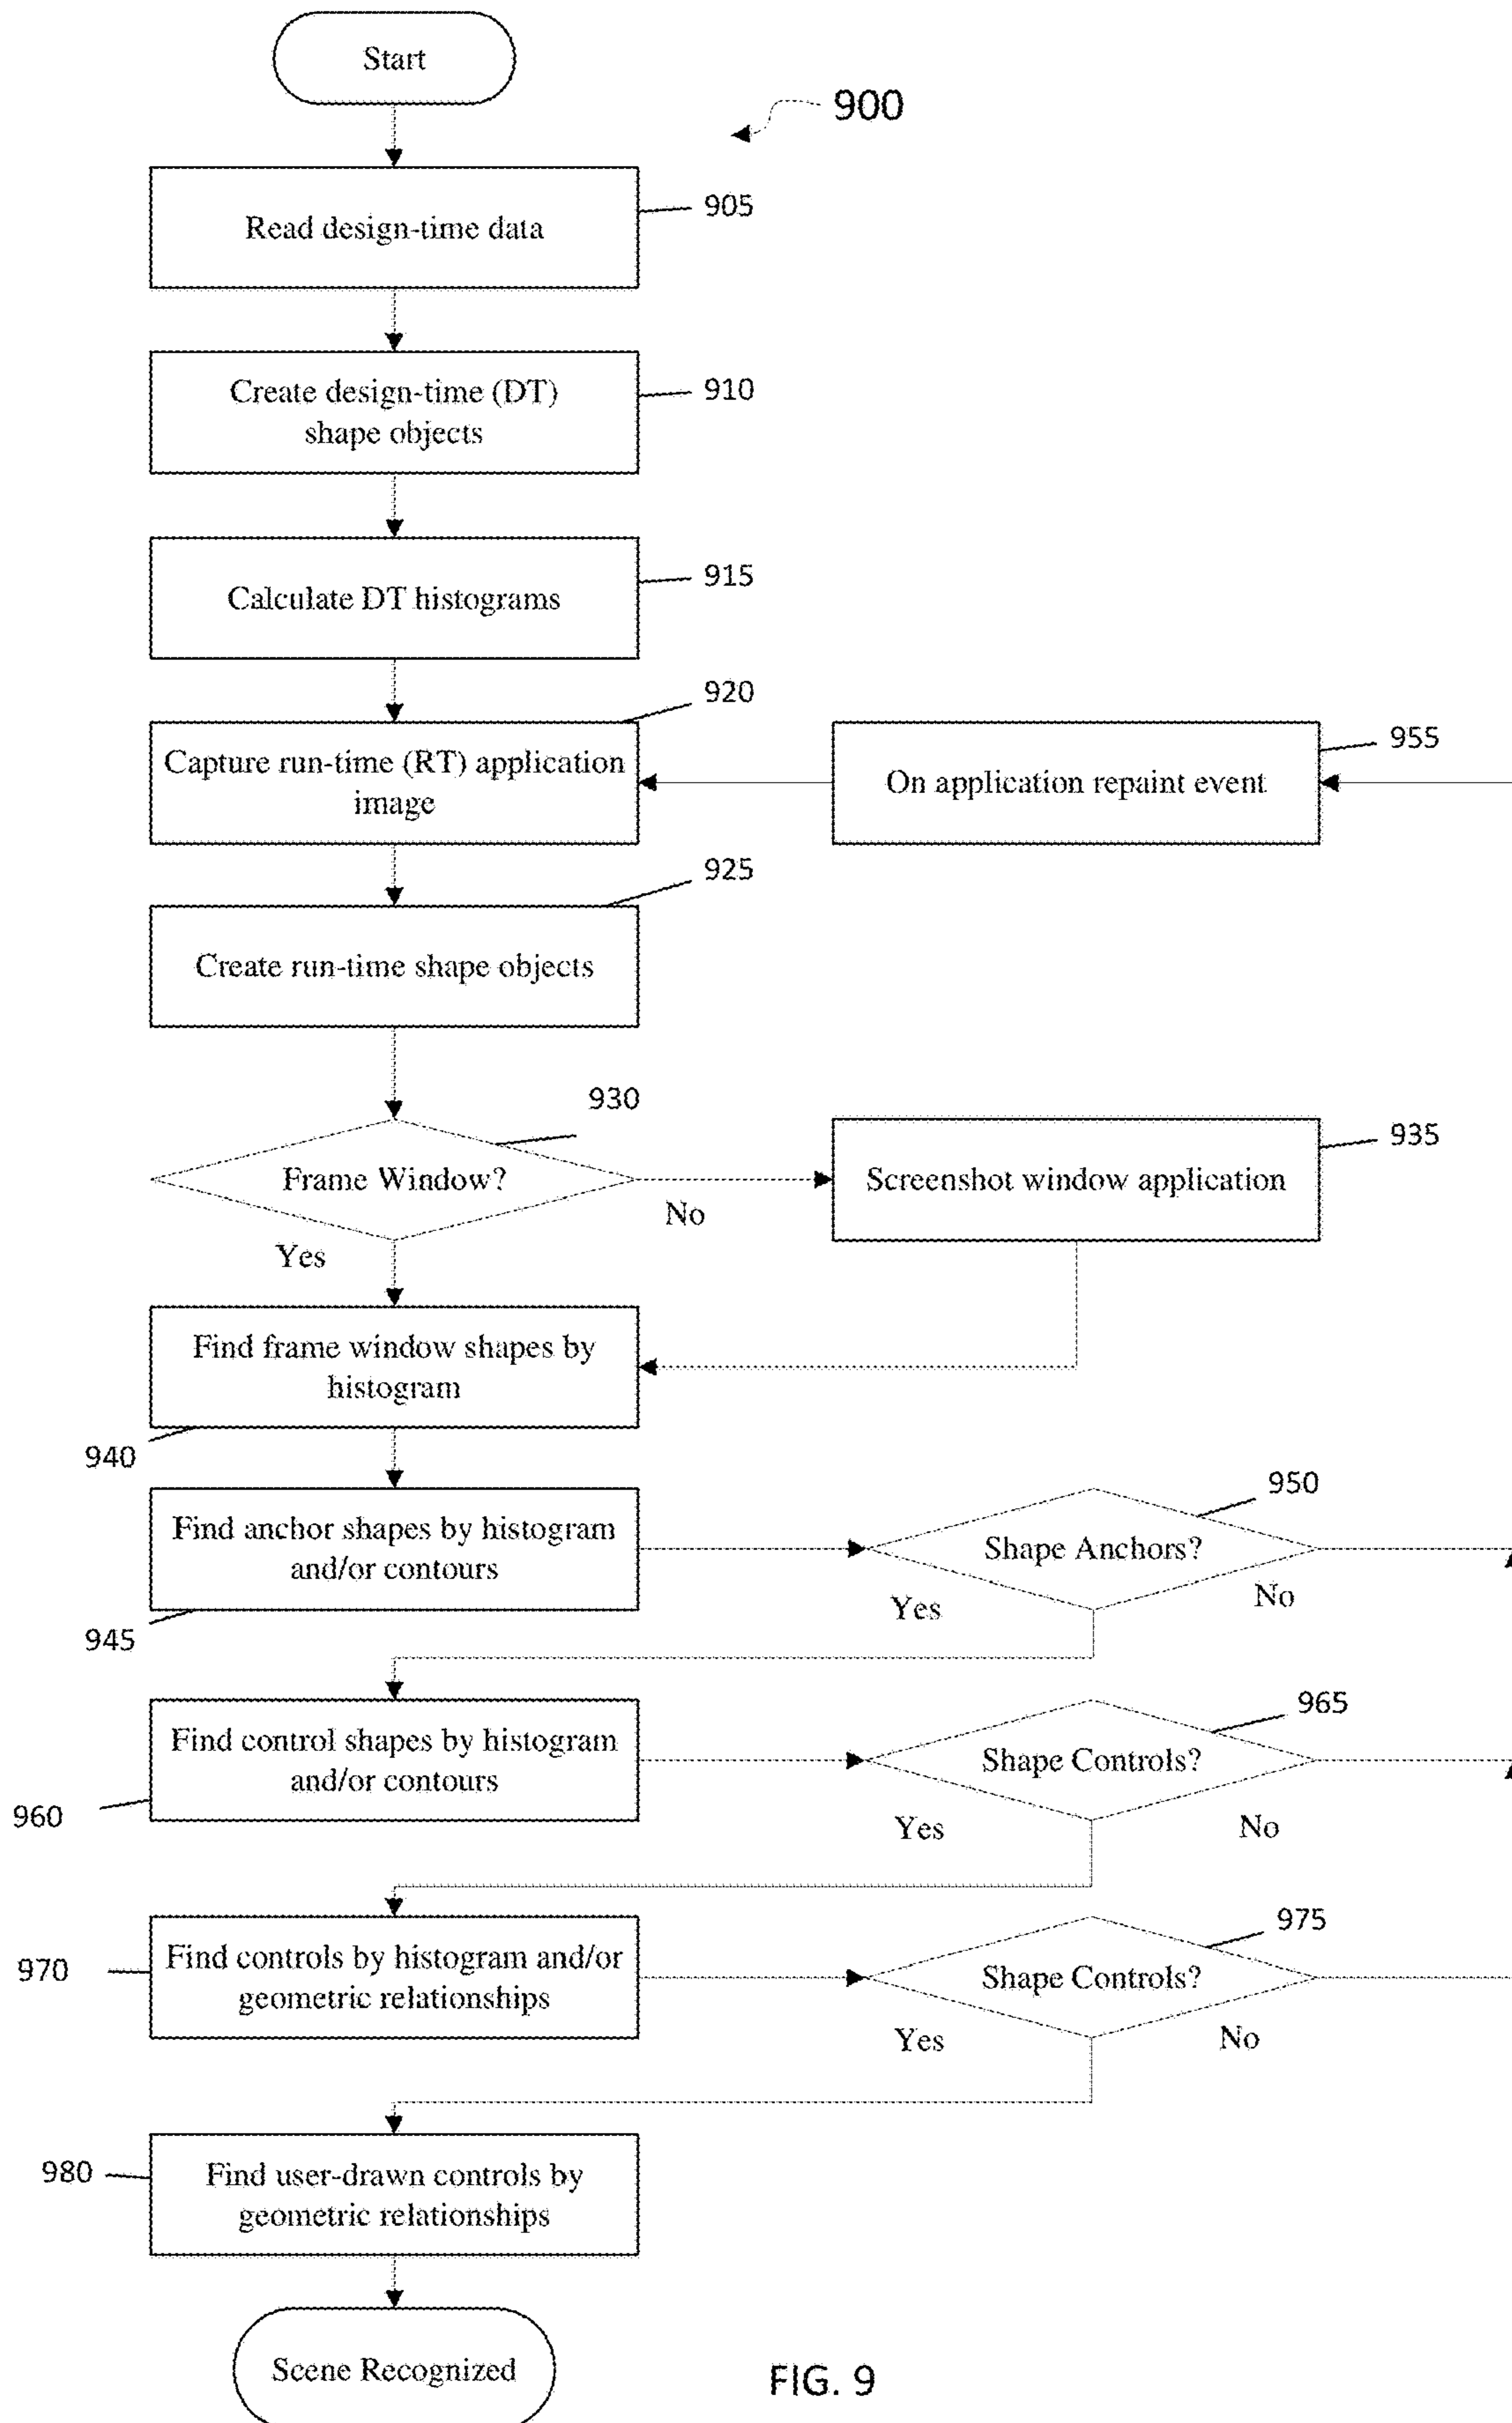 Start
900
Read design-time data
905
Create design-time (DT)
shape objects
910
Calculate DT histograms
915
920
Capture run-time (RT) application
image
On application repaint event
955
925
Create run-time shape objects
930
Frame Window?
No
Yes
Screenshot window application
935
Find frame window shapes by
histogram
940
Find anchor shapes by histogram
and/or contours
945
950
Shape Anchors?
Yes
No
Find control shapes by histogram
and/or contours
960
965
Shape Controls?
Yes
No
Find controls by histogram and/or
geometric relationships
970
975
Shape Controls?
Yes
No
980
Find user-drawn controls by
geometric relationships
Scene Recognized
FIG. 9